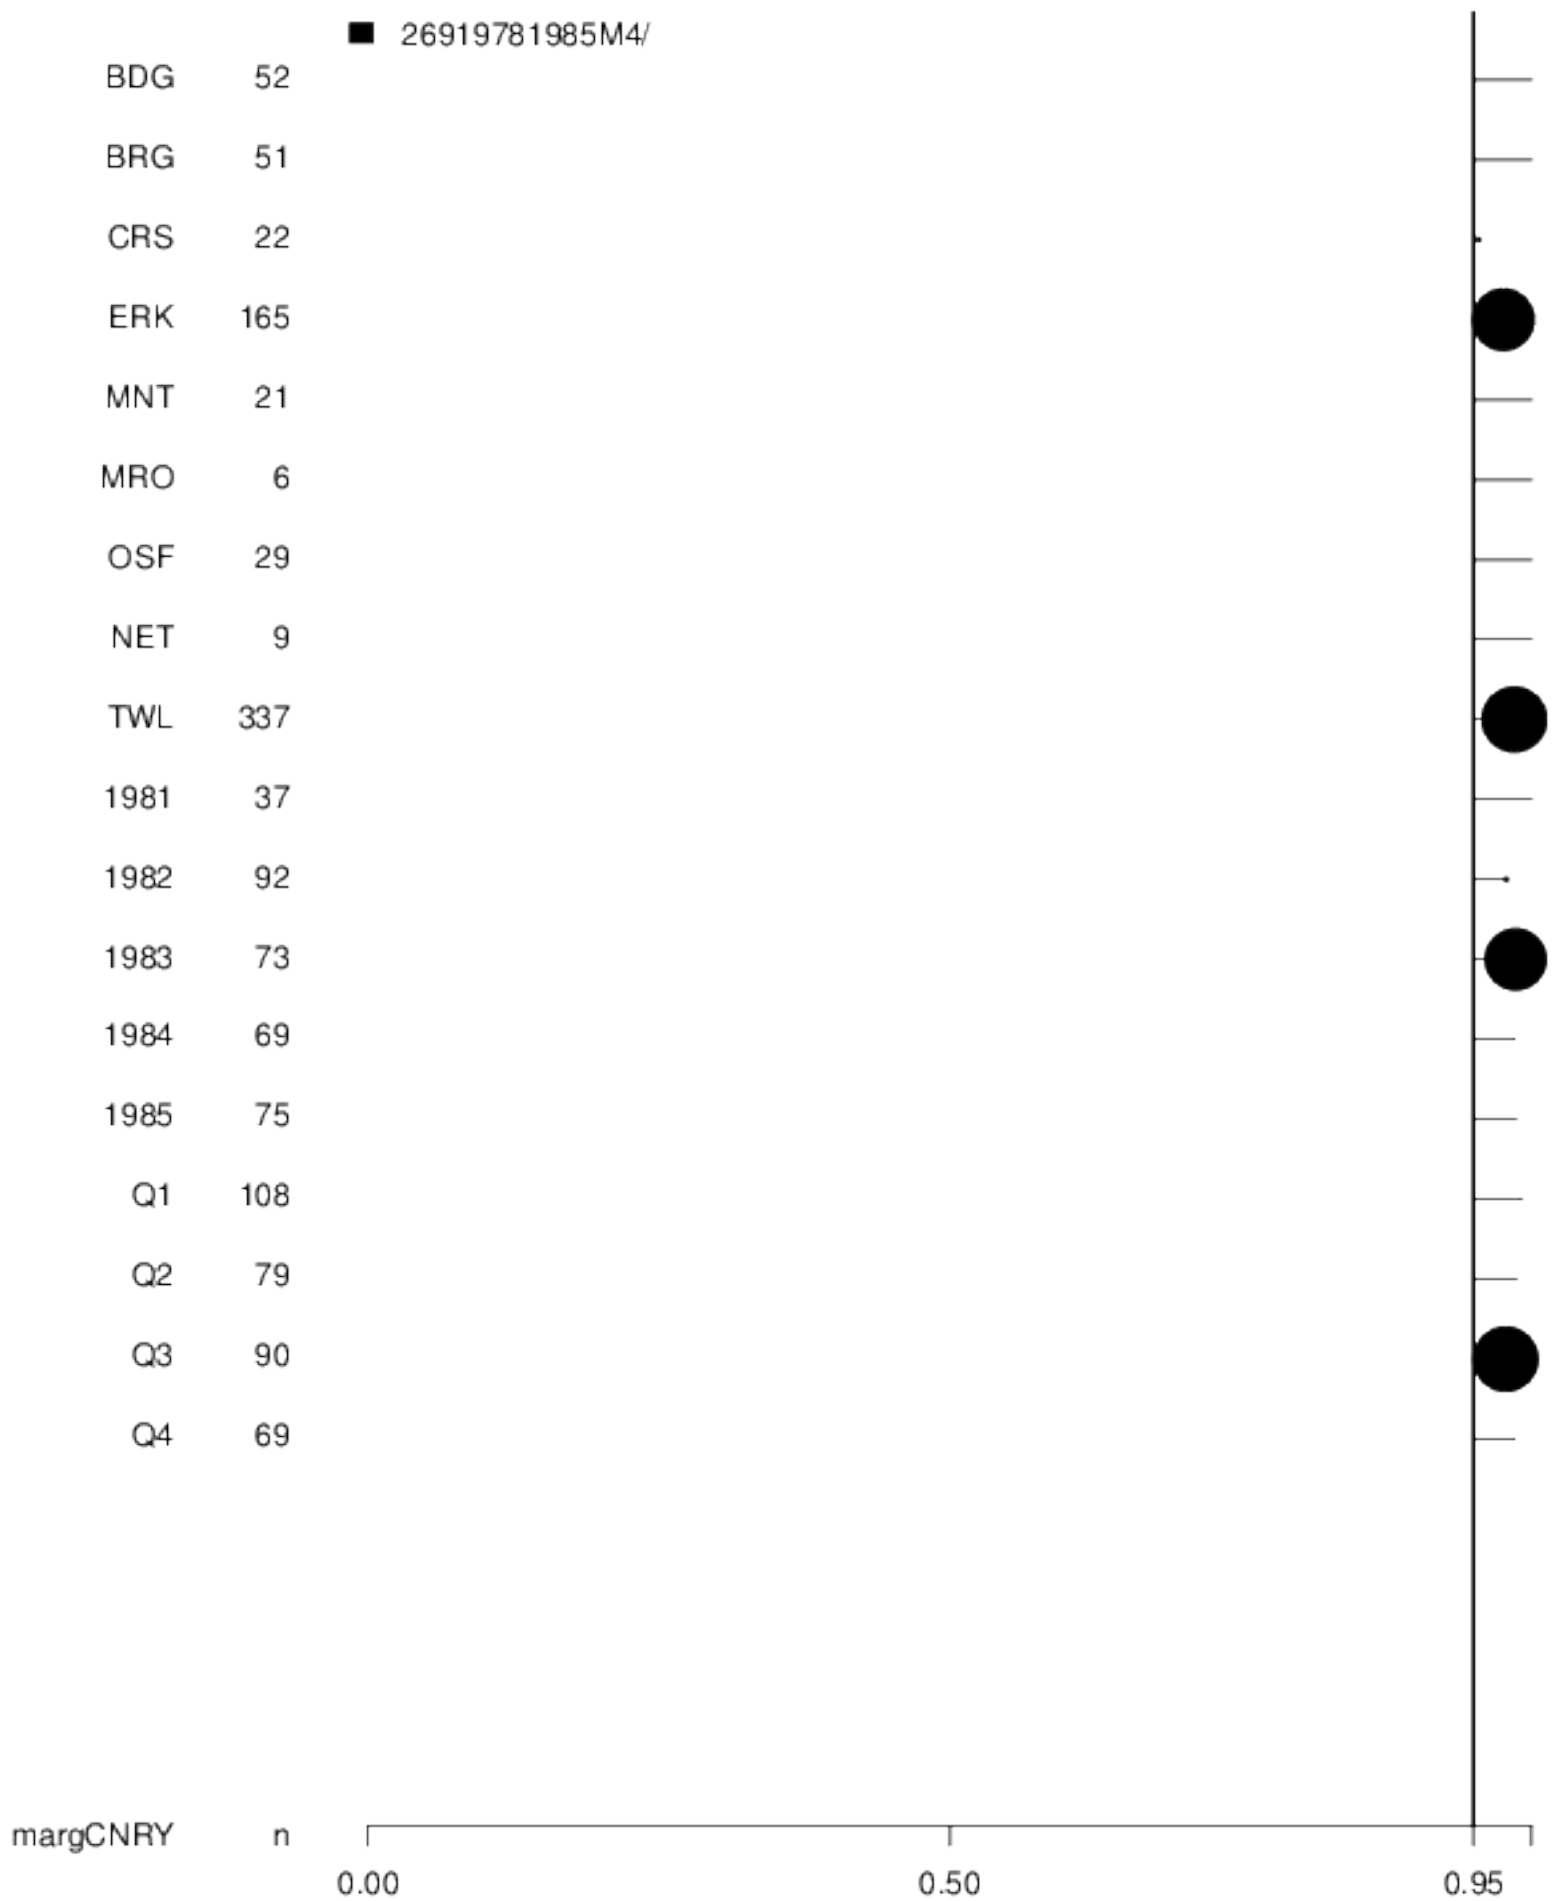 26919781985M4/
BDG 52
BRG 51
CRS 22
ERK 165
MNT 21
MRO 6
OSF 29
NET 9
TWL 337
1981 37
1982 92
1983 73
1984 69
1985 75
Q1 108
Q2 79
Q3 90
Q4 69
margCNRY n
0.00 0.50 0.95